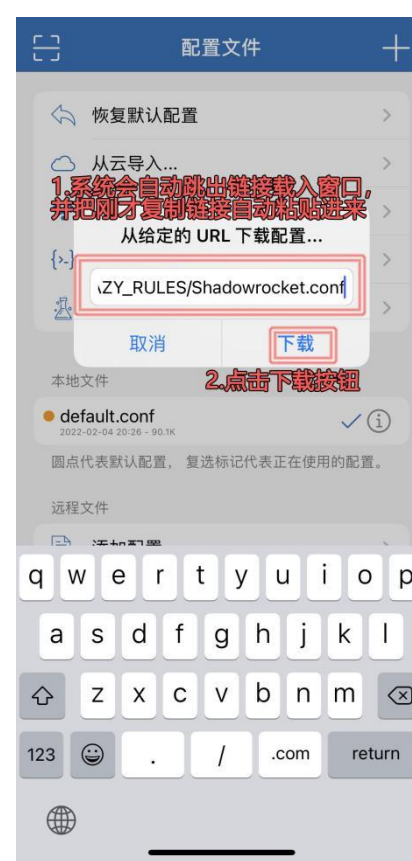 配置文件
恢复默认配置
从云导入...
1.系统会自动跳出链接载入窗口,
并把刚才复制链接自动粘贴进来
从给定的 URL 下载配置...
ZY_RULES/Shadowrocket.conf
取消
下载
2.点击下载按钮
本地文件
default.conf
2022-02-04 20:26 - 90.1K
圆点代表默认配置， 复选标记代表正在使用的配置。
远程文件
添加配置
q w e r t y u i o p
a s d f g h j k l
z x c v b n m
123 . / .com return